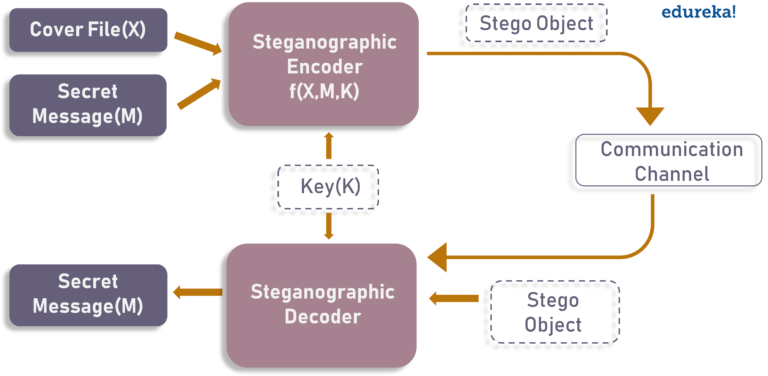 edureka!
Cover File(X)
Steganographic
Encoder
f(X,M,K)
Stego Object
Secret
Message(M)
Communication
Channel
Key(K)
Secret
Message(M)
Steganographic
Decoder
Stego
Object